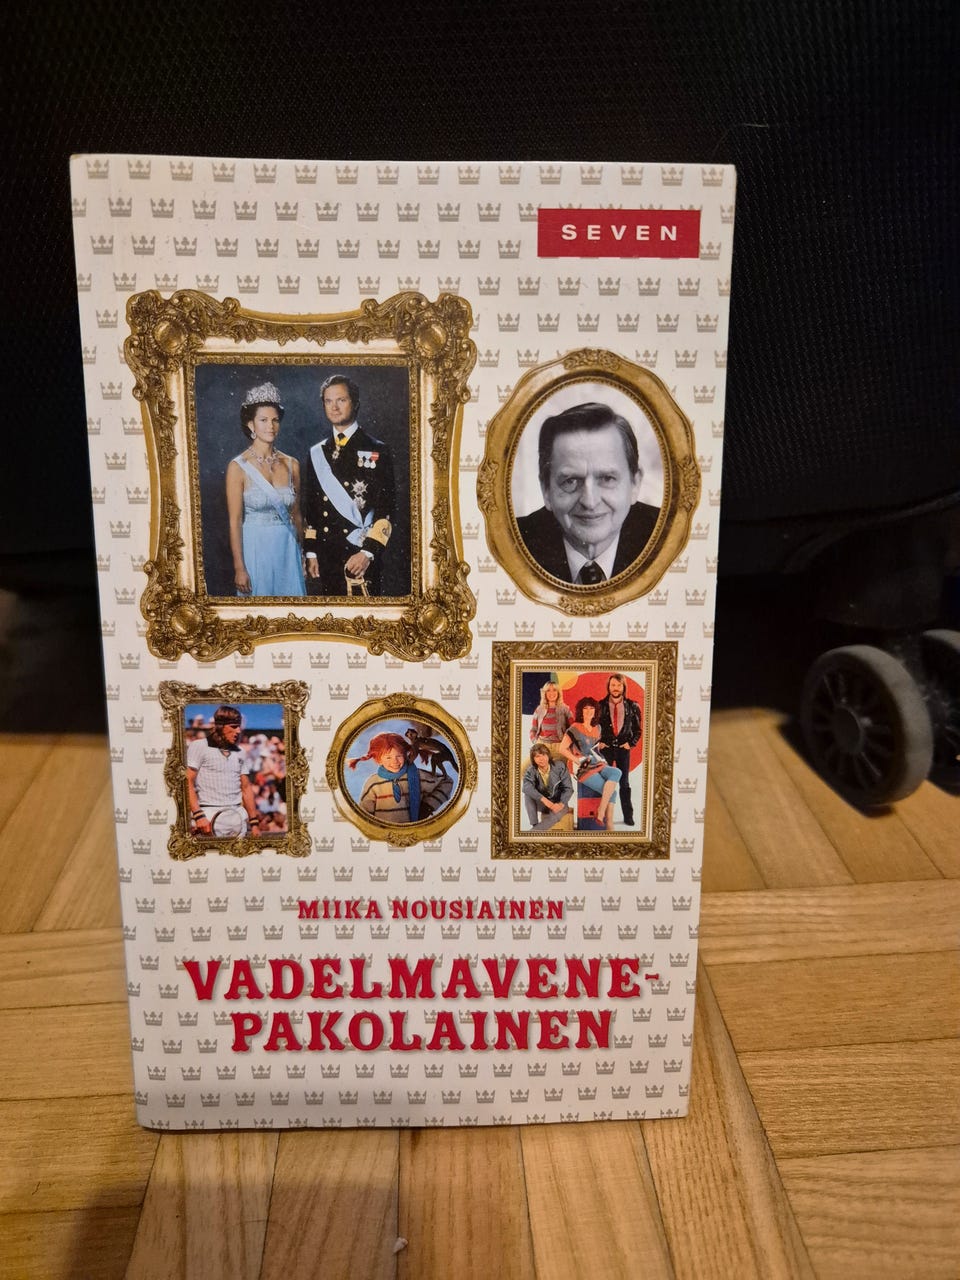 SEVEN
MIIKA NOUSIAINEN
VADELMAVENE-
PAKOLAINEN